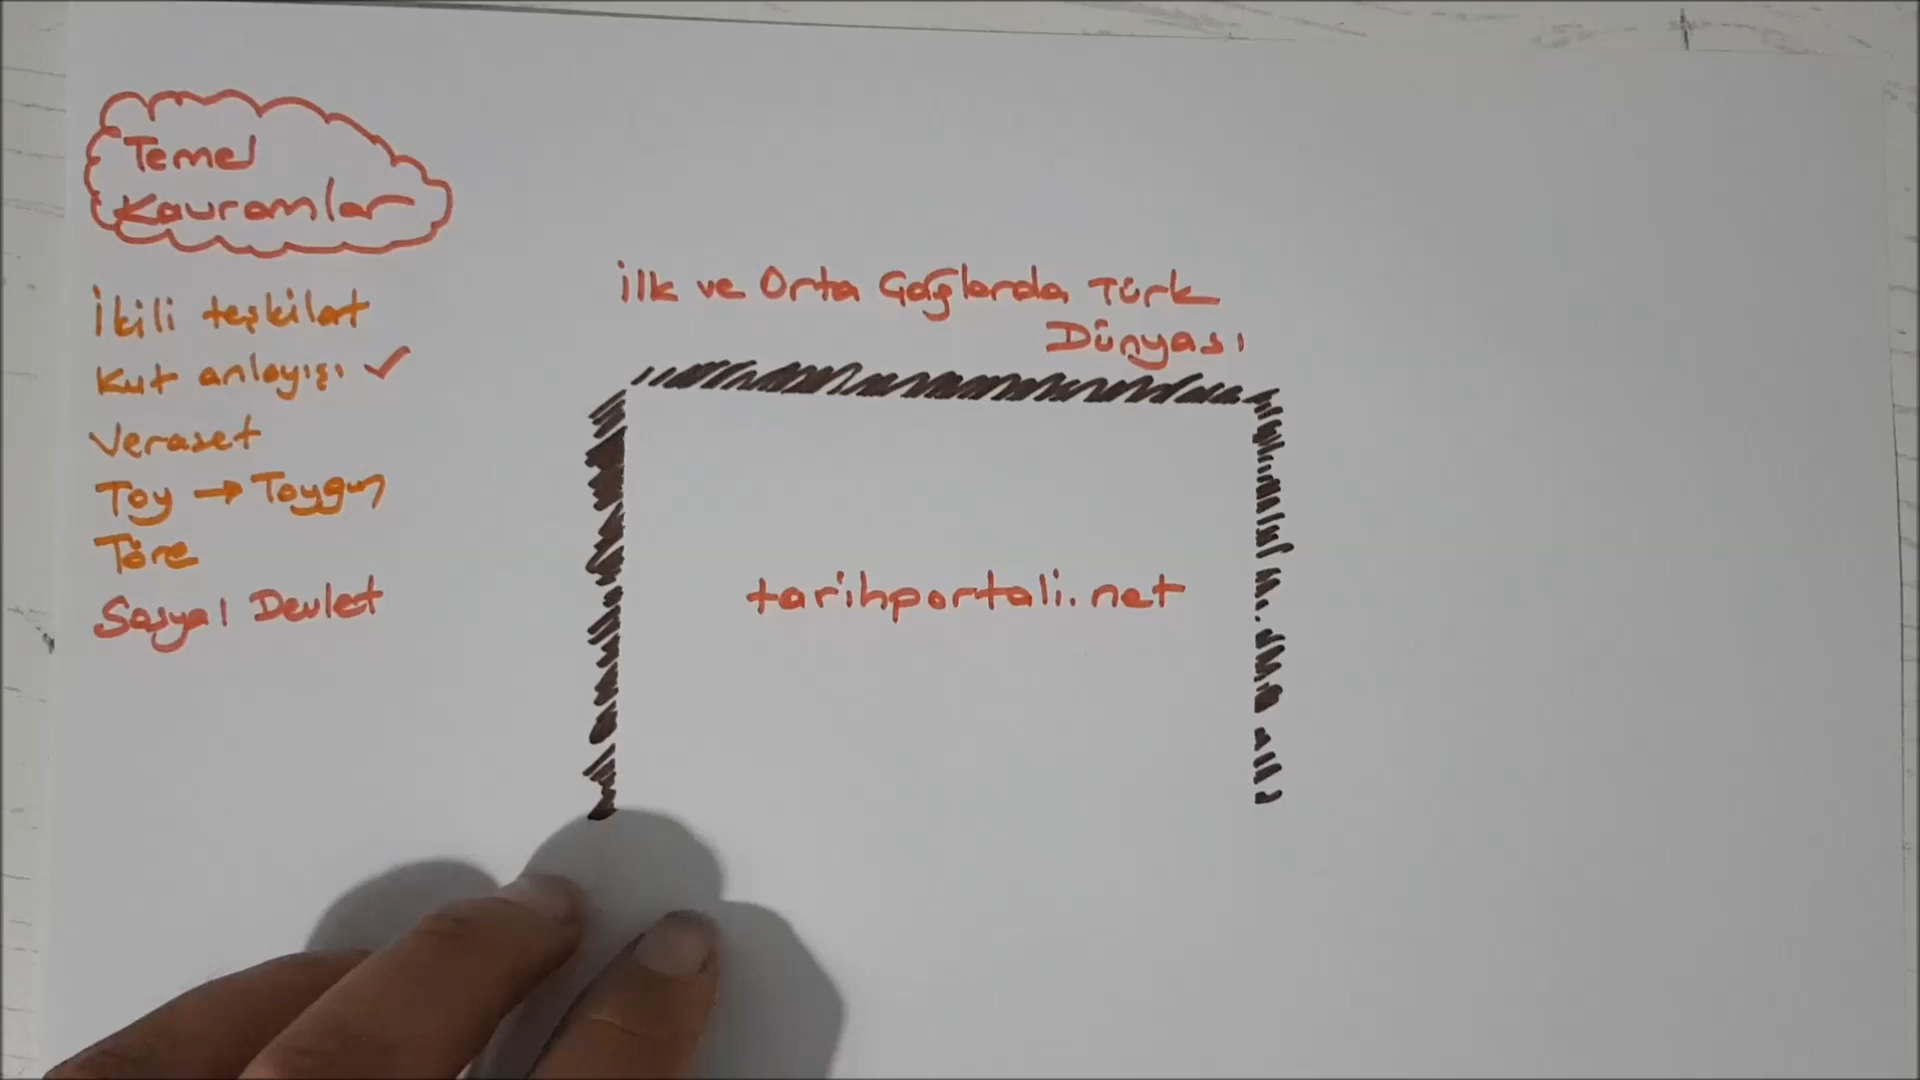 Temel
Kavramlar
İkili teşkilat
Kut anlayışı ✓
Veraset
Toy → Toygun
Töre
Sosyal Devlet
İlk ve Orta Çağlarda Türk
Dünyası
tarihportali.net